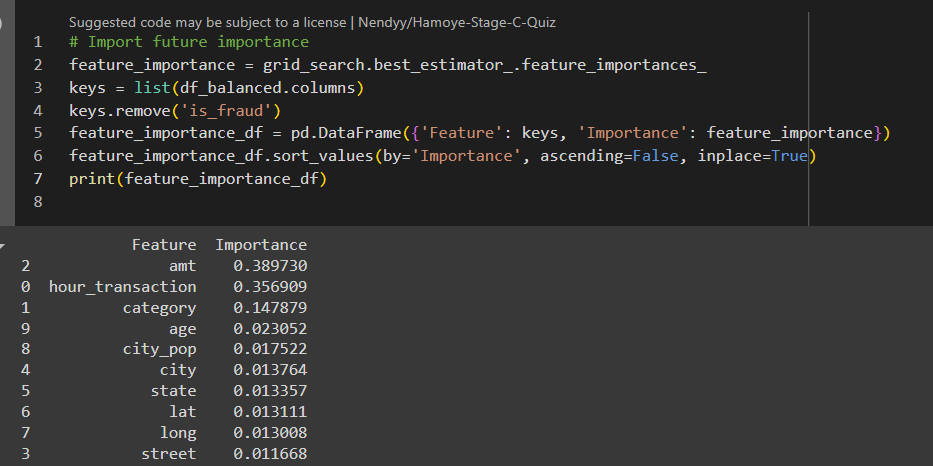 Suggested code may be subject to a license | Nendyy/Hamoye-Stage-C-Quiz
1 # Import future importance
2 feature_importance = grid_search.best_estimator_.feature_importances_
3 keys = list(df_balanced.columns)
4 keys.remove('is_fraud')
5 feature_importance_df = pd.DataFrame({'Feature': keys, 'Importance': feature_importance})
6 feature_importance_df.sort_values(by='Importance', ascending=False, inplace=True)
7 print(feature_importance_df)
8
Feature Importance
2 amt 0.389730
0 hour_transaction 0.356909
1 category 0.147879
9 age 0.023052
8 city_pop 0.017522
4 city 0.013764
5 state 0.013357
6 lat 0.013111
7 long 0.013008
3 street 0.011668